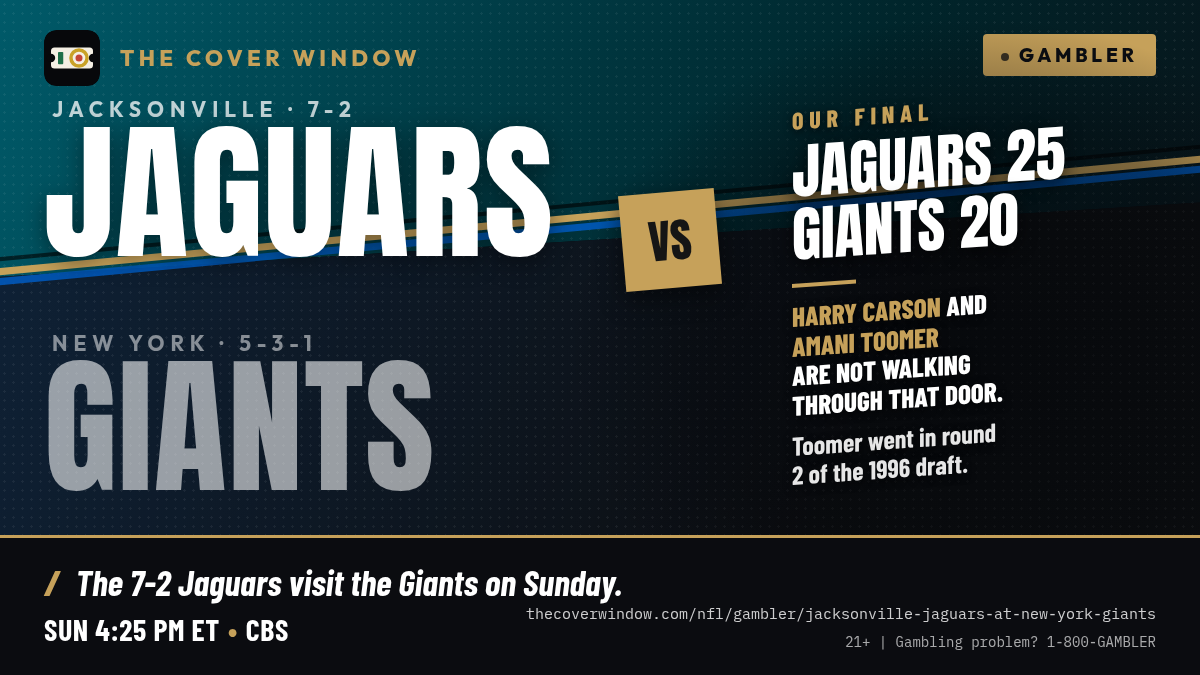 THE COVER WINDOW
• GAMBLER
JACKSONVILLE · 7-2
JAGUARS
VS
NEW YORK · 5-3-1
GIANTS
OUR FINAL
JAGUARS 25
GIANTS 20
HARRY CARSON AND
AMANI TOOMER
ARE NOT WALKING
THROUGH THAT DOOR.
Toomer went in round
2 of the 1996 draft.
/ The 7-2 Jaguars visit the Giants on Sunday.
SUN 4:25 PM ET • CBS
thecoverwindow.com/nfl/gambler/jacksonville-jaguars-at-new-york-giants
21+ | Gambling problem? 1-800-GAMBLER